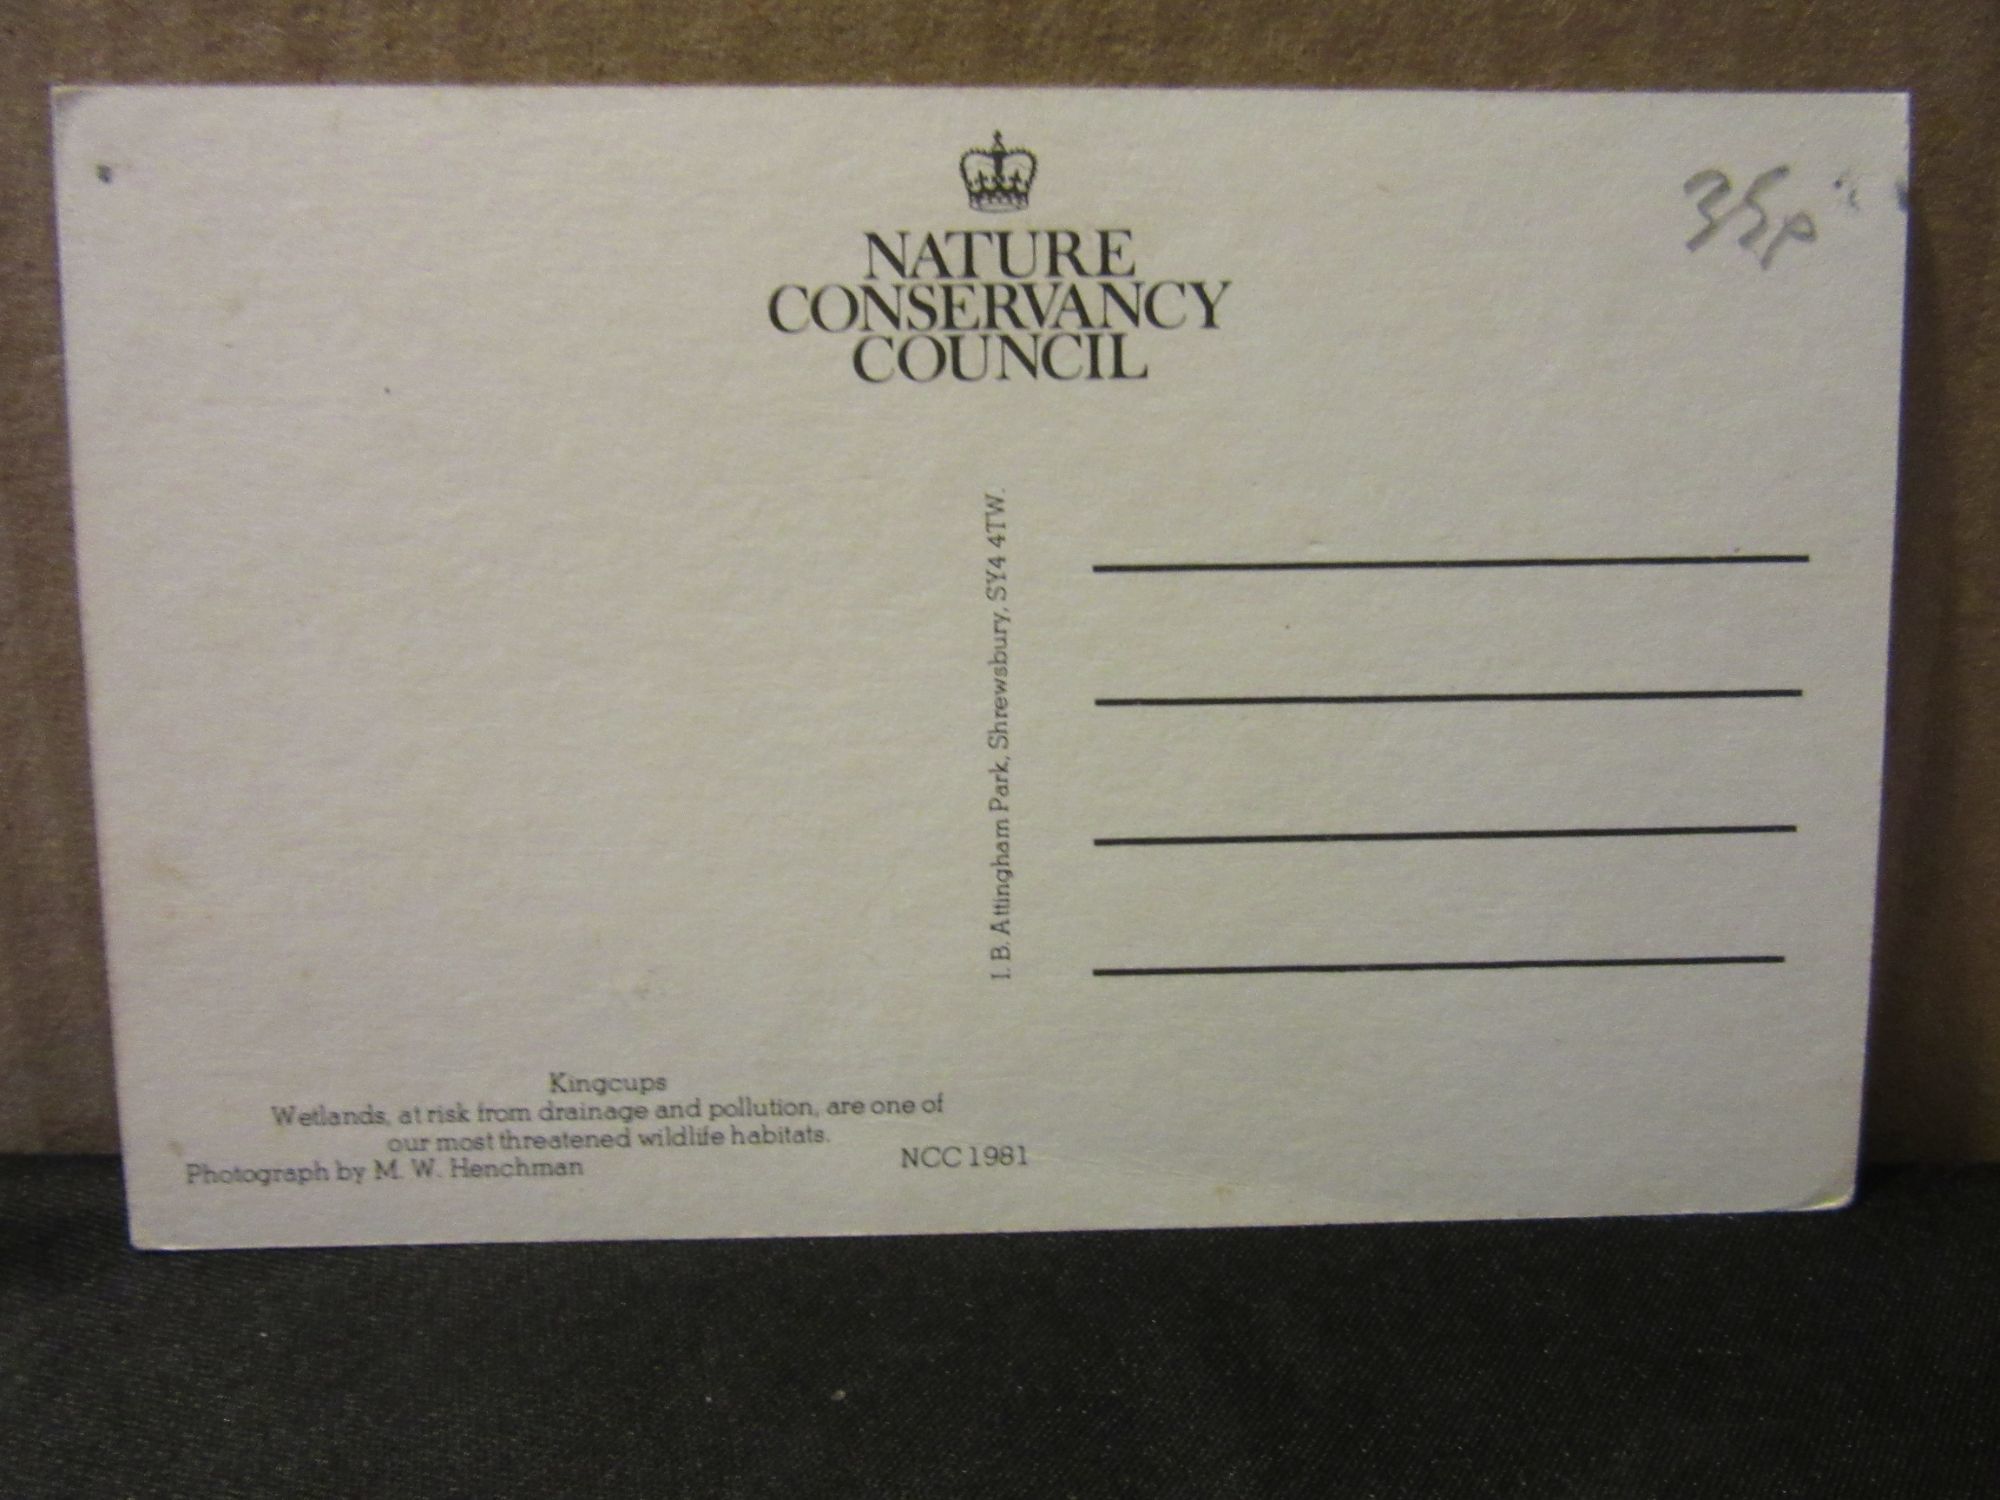 NATURE
CONSERVANCY
COUNCIL
35p
I. B. Attingham Park, Shrewsbury, SY4 4TW.
Kingcups
Wetlands, at risk from drainage and pollution, are one of
our most threatened wildlife habitats.
Photograph by M. W. Henchman
NCC 1981